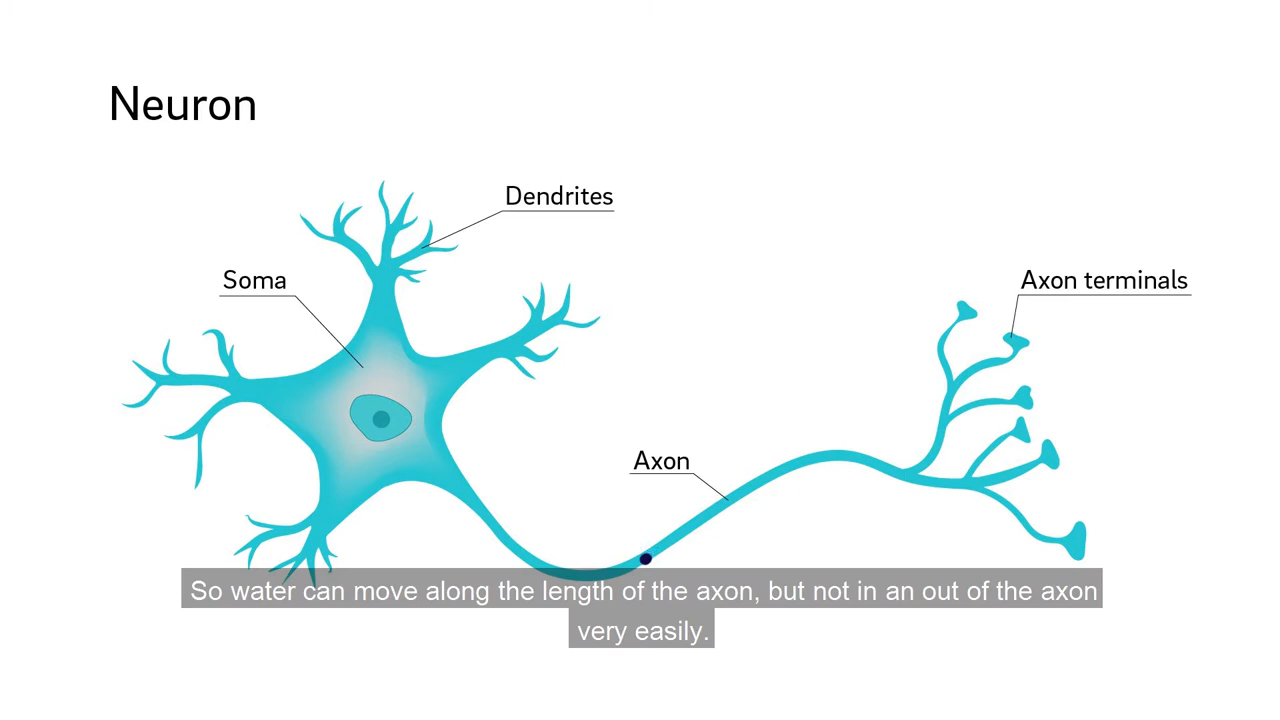 Neuron
Dendrites
Soma
Axon terminals
Axon
So water can move along the length of the axon, but not in an out of the axon
very easily.